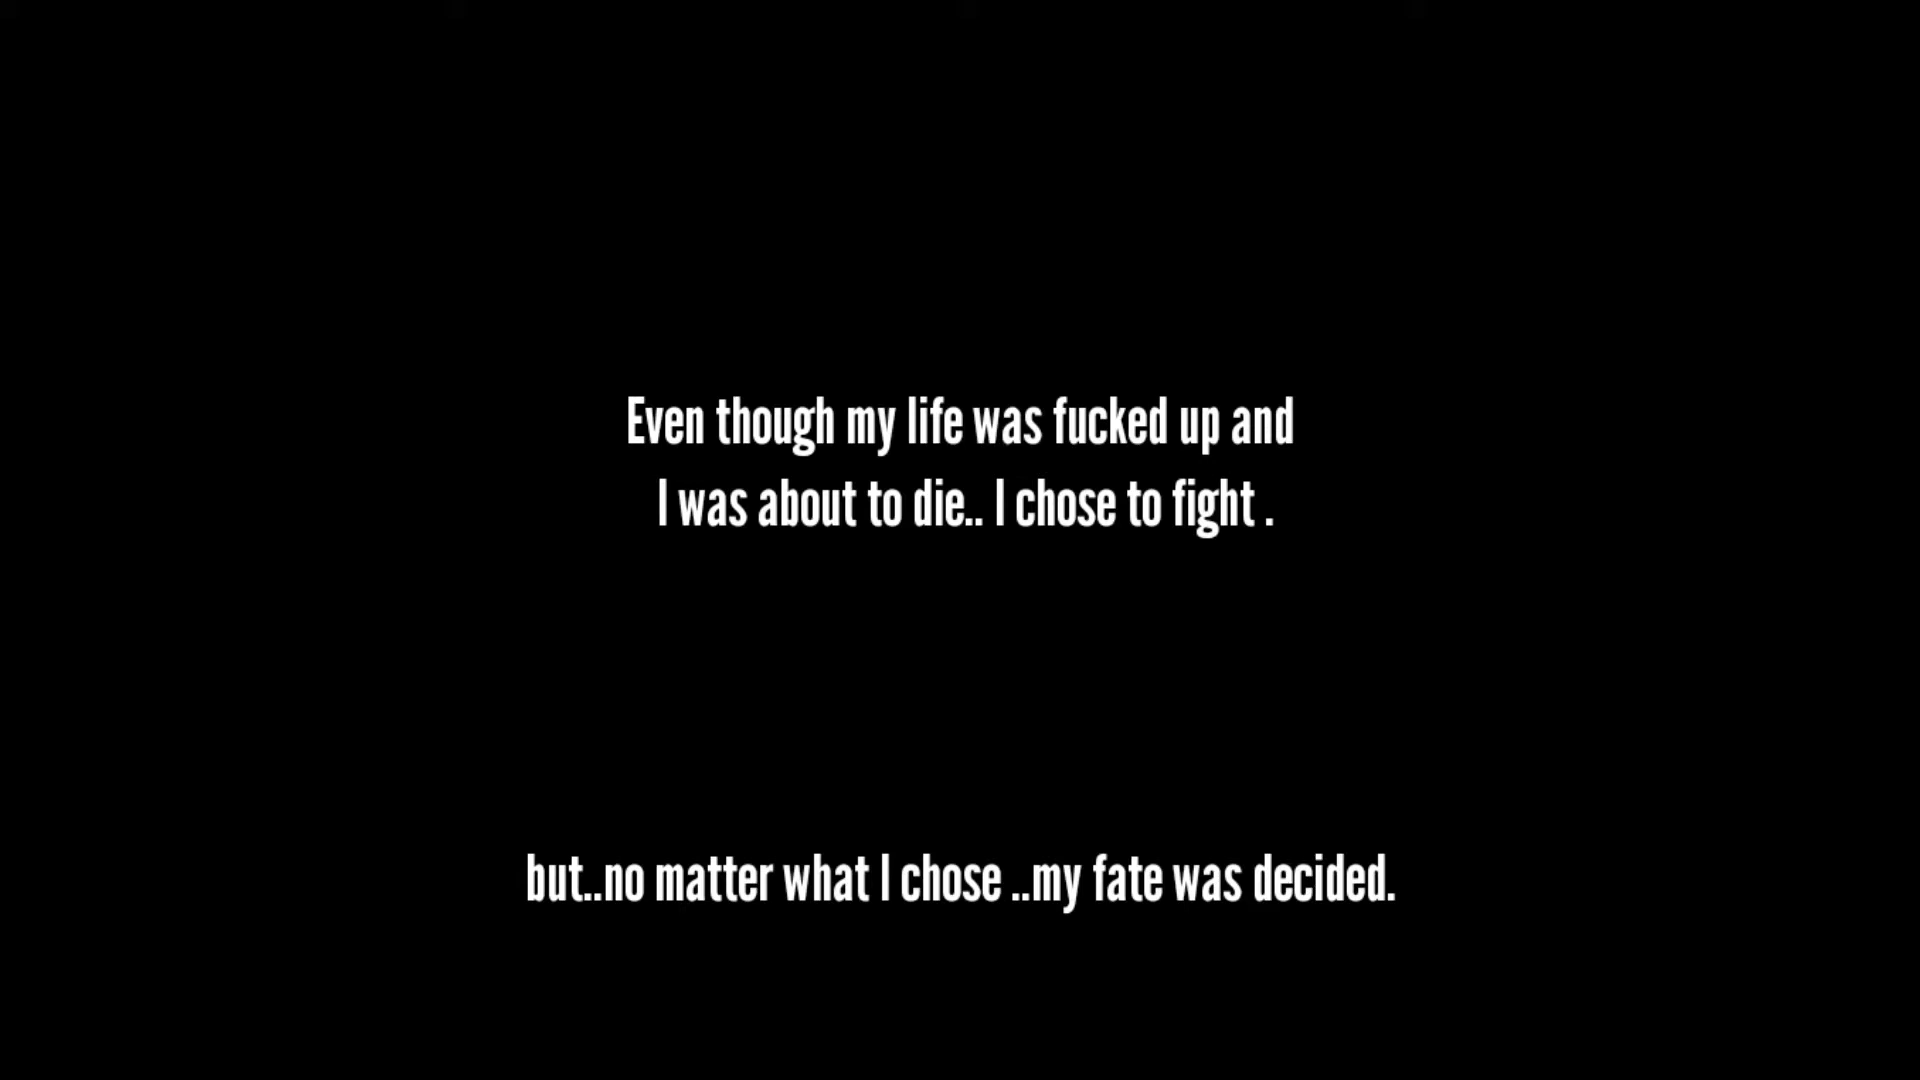 Even though my life was fucked up and
I was about to die.. I chose to fight .
but..no matter what I chose ..my fate was decided.